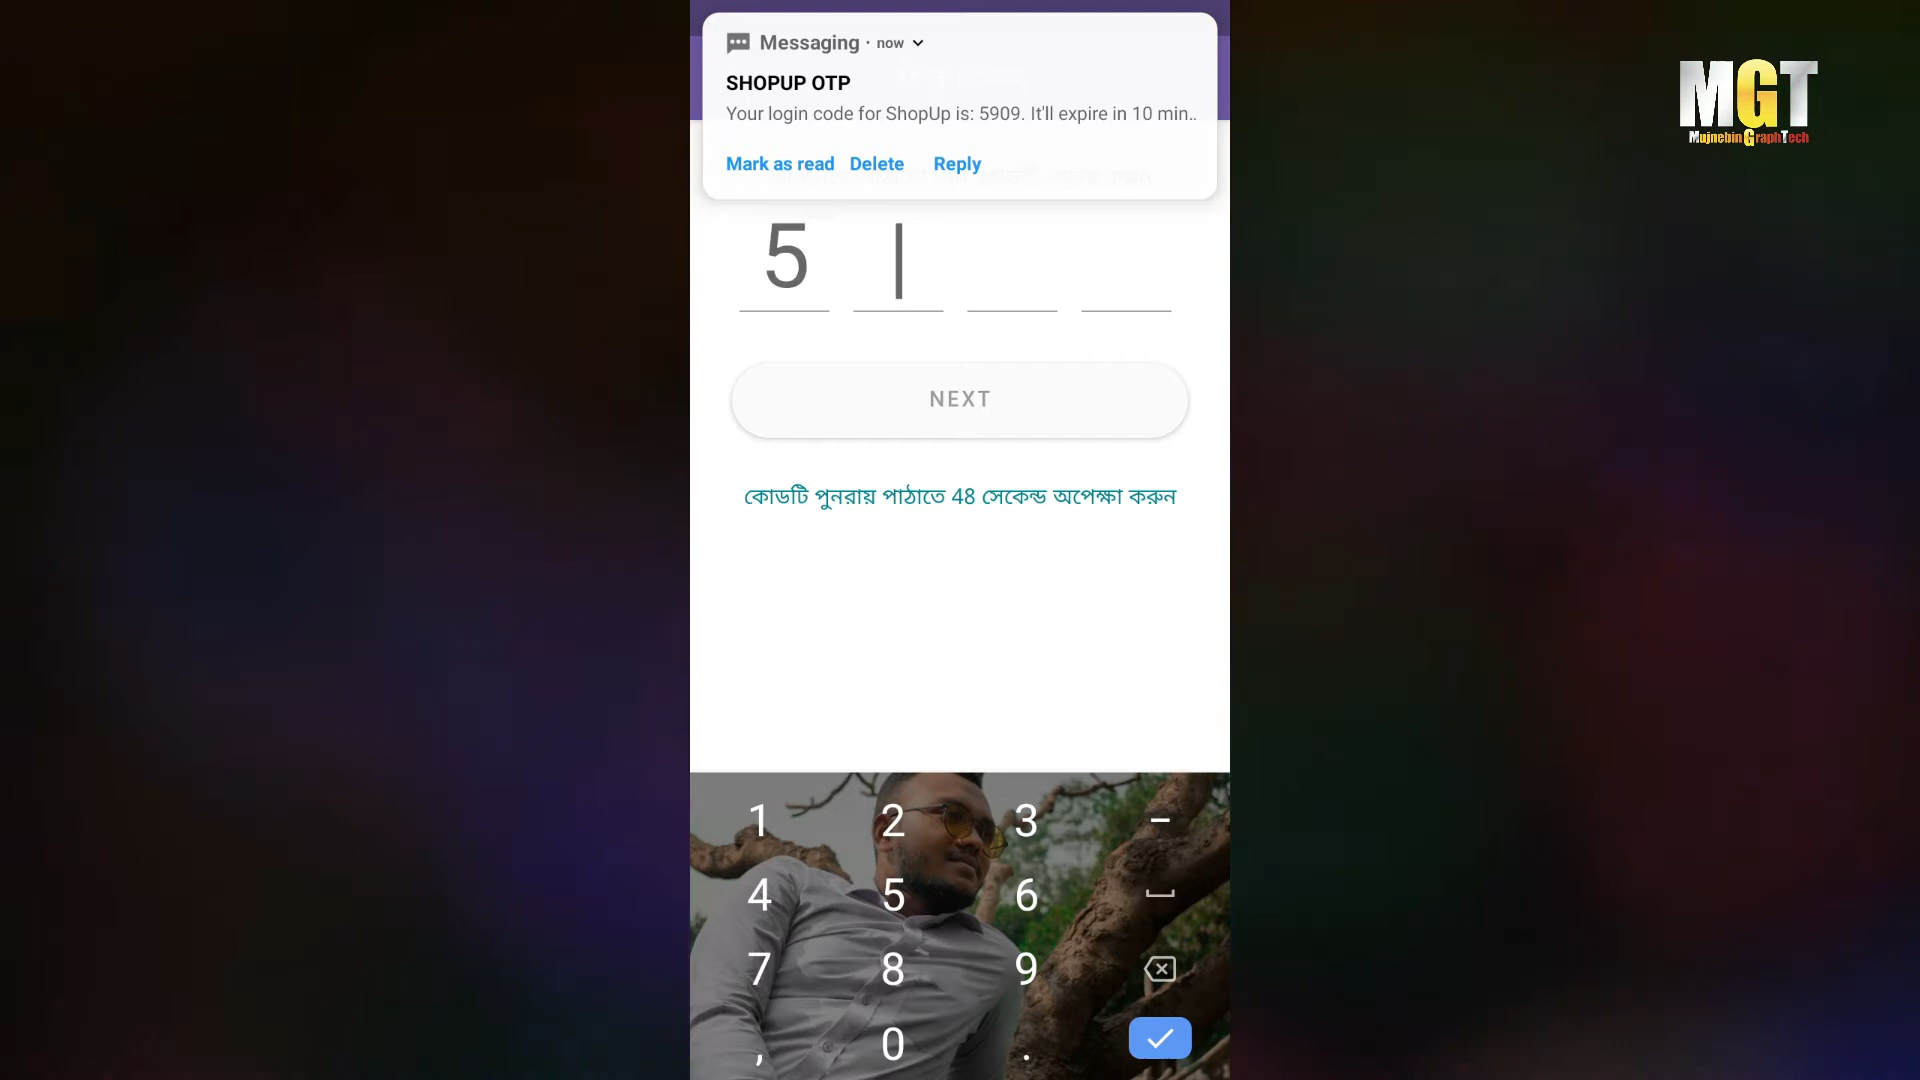 Messaging · now
SHOPUP OTP
Your login code for ShopUp is: 5909. It'll expire in 10 min..
Mark as read Delete Reply
5
NEXT
কোডটি পুনরায় পাঠাতে 48 সেকেন্ড অপেক্ষা করুন
1 2 3 -
4 5 6
7 8 9
, 0 .
MGT
Mujnebin GraphTech